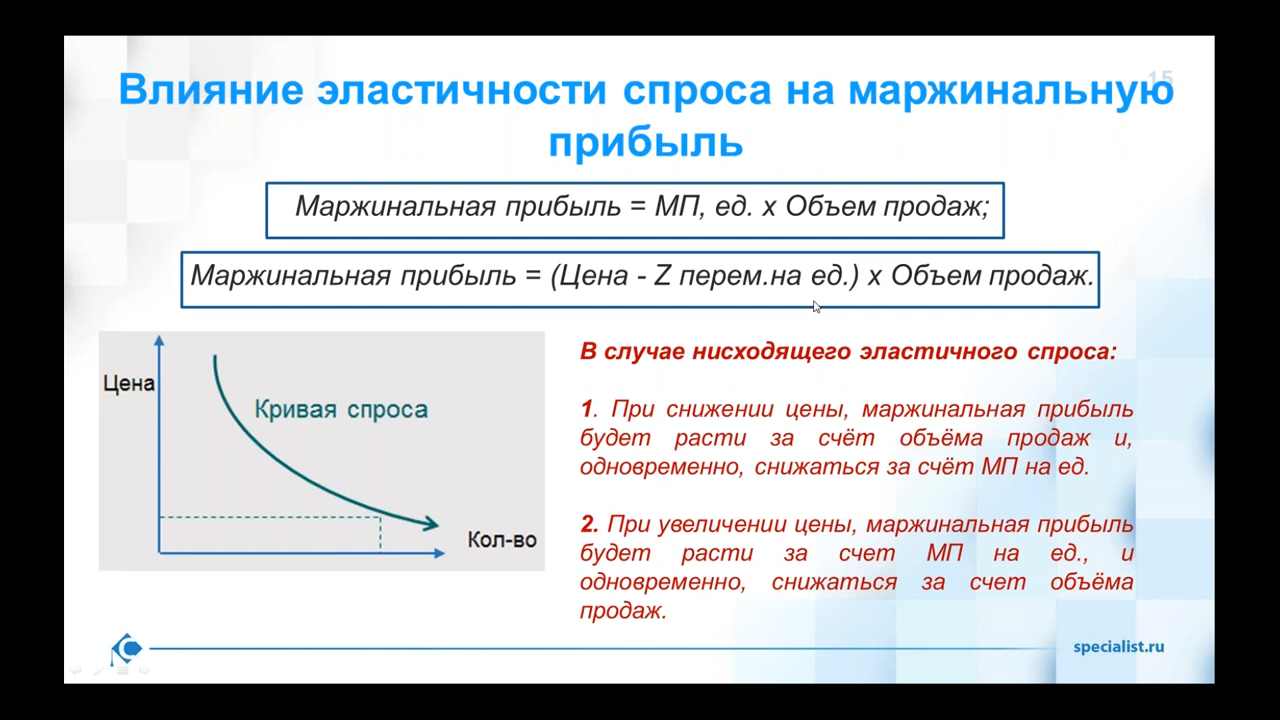 15
Влияние эластичности спроса на маржинальную
прибыль
Маржинальная прибыль = МП, ед. х Объем продаж;
Маржинальная прибыль = (Цена - Z перем.на ед.) х Объем продаж.
Цена
Кривая спроса
Кол-во
В случае нисходящего эластичного спроса:
1. При снижении цены, маржинальная прибыль
будет расти за счёт объёма продаж и,
одновременно, снижаться за счёт МП на ед.
2. При увеличении цены, маржинальная прибыль
будет расти за счет МП на ед., и
одновременно, снижаться за счет объёма
продаж.
specialist.ru